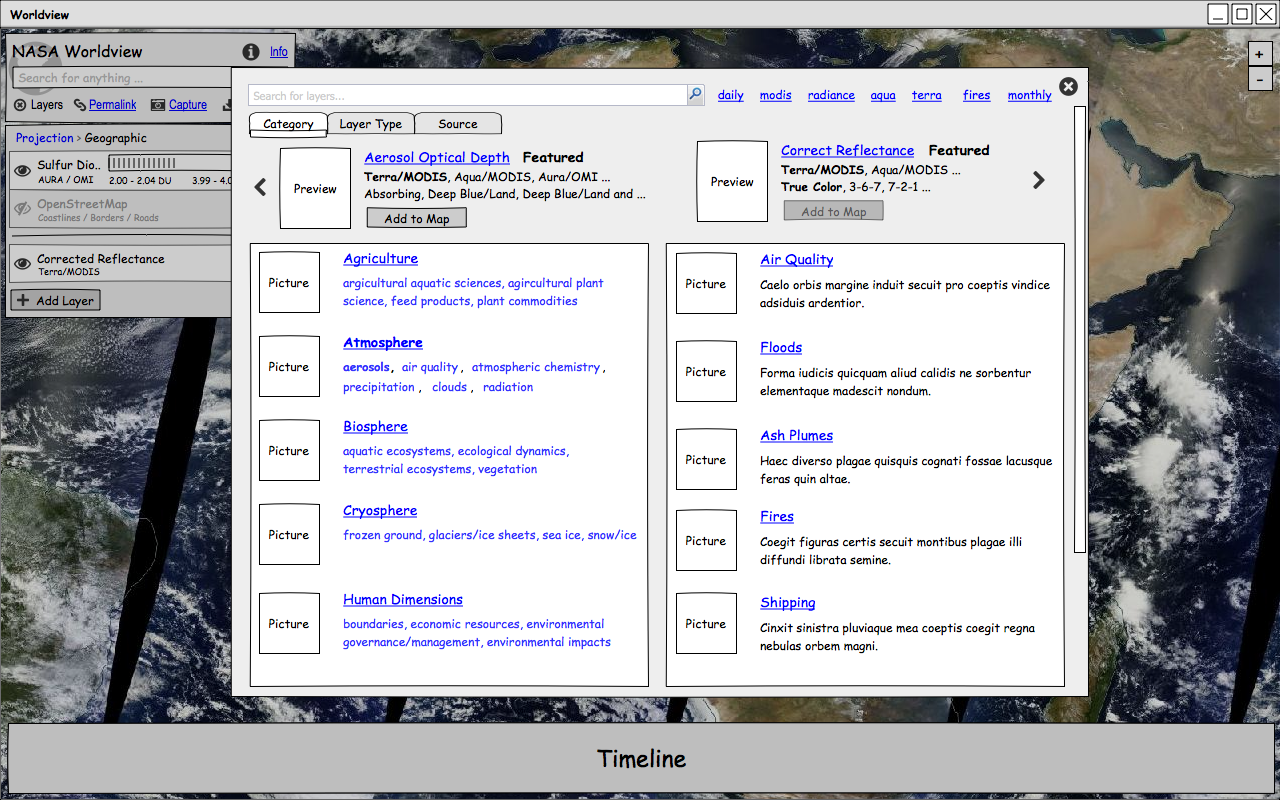 Worldview
NASA Worldview
Info
Search for anything ...
Layers
Permalink
Capture
Projection > Geographic
Sulfur Dio..
AURA / OMI
2.00 - 2.04 DU
3.99 - 4.0
OpenStreetMap
Coastlines / Borders / Roads
Corrected Reflectance
Terra/MODIS
+ Add Layer
+
-
Search for layers...
daily modis radiance aqua terra fires monthly
Category
Layer Type
Source
Preview
Aerosol Optical Depth Featured
Terra/MODIS, Aqua/MODIS, Aura/OMI ...
Absorbing, Deep Blue/Land, Deep Blue/Land and ...
Add to Map
Preview
Correct Reflectance Featured
Terra/MODIS, Aqua/MODIS ...
True Color, 3-6-7, 7-2-1 ...
Add to Map
Picture
Agriculture
argicultural aquatic sciences, agircultural plant
science, feed products, plant commodities
Picture
Atmosphere
aerosols, air quality, atmospheric chemistry,
precipitation, clouds, radiation
Picture
Biosphere
aquatic ecosystems, ecological dynamics,
terrestrial ecosystems, vegetation
Picture
Cryosphere
frozen ground, glaciers/ice sheets, sea ice, snow/ice
Picture
Human Dimensions
boundaries, economic resources, environmental
governance/management, environmental impacts
Picture
Air Quality
Caelo orbis margine induit secuit pro coeptis vindice
adsiduis ardentior.
Picture
Floods
Forma iudicis quicquam aliud calidis ne sorbentur
elementaque madescit nondum.
Picture
Ash Plumes
Haec diverso plagae quisquis cognati fossae lacusque
feras quin altae.
Picture
Fires
Coegit figuras certis secuit montibus plagae illi
diffundi librata semine.
Picture
Shipping
Cinxit sinistra pluviaque mea coeptis coegit regna
nebulas orbem magni.
Timeline